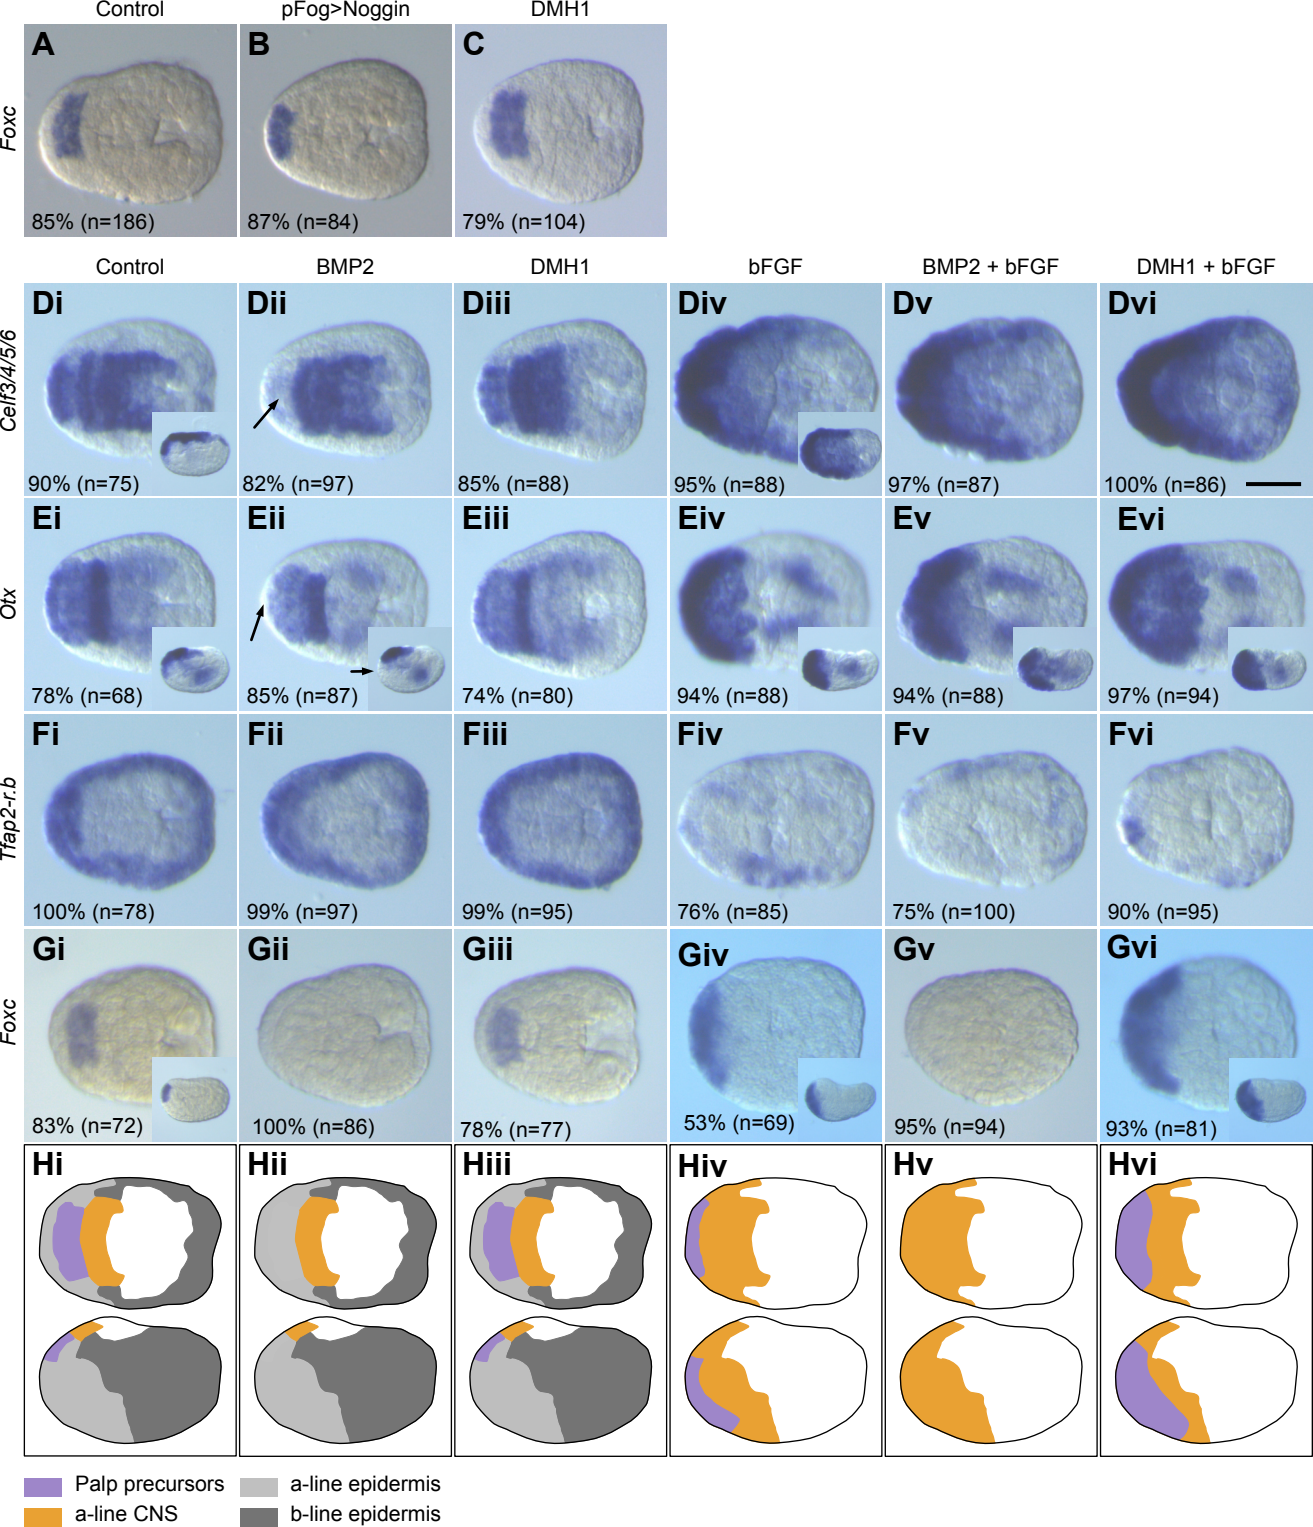 Control pFog>Noggin DMH1
Foxc
A B C
85% (n=186) 87% (n=84) 79% (n=104)
Control BMP2 DMH1 bFGF BMP2 + bFGF DMH1 + bFGF
Celf3/4/5/6
Di Dii Diii Div Dv Dvi
90% (n=75) 82% (n=97) 85% (n=88) 95% (n=88) 97% (n=87) 100% (n=86)
Otx
Ei Eii Eiii Eiv Ev Evi
78% (n=68) 85% (n=87) 74% (n=80) 94% (n=88) 94% (n=88) 97% (n=94)
Tfap2-r.b
Fi Fii Fiii Fiv Fv Fvi
100% (n=78) 99% (n=97) 99% (n=95) 76% (n=85) 75% (n=100) 90% (n=95)
Foxc
Gi Gii Giii Giv Gv Gvi
83% (n=72) 100% (n=86) 78% (n=77) 53% (n=69) 95% (n=94) 93% (n=81)
Hi Hii Hiii Hiv Hv Hvi
Palp precursors a-line epidermis
a-line CNS b-line epidermis